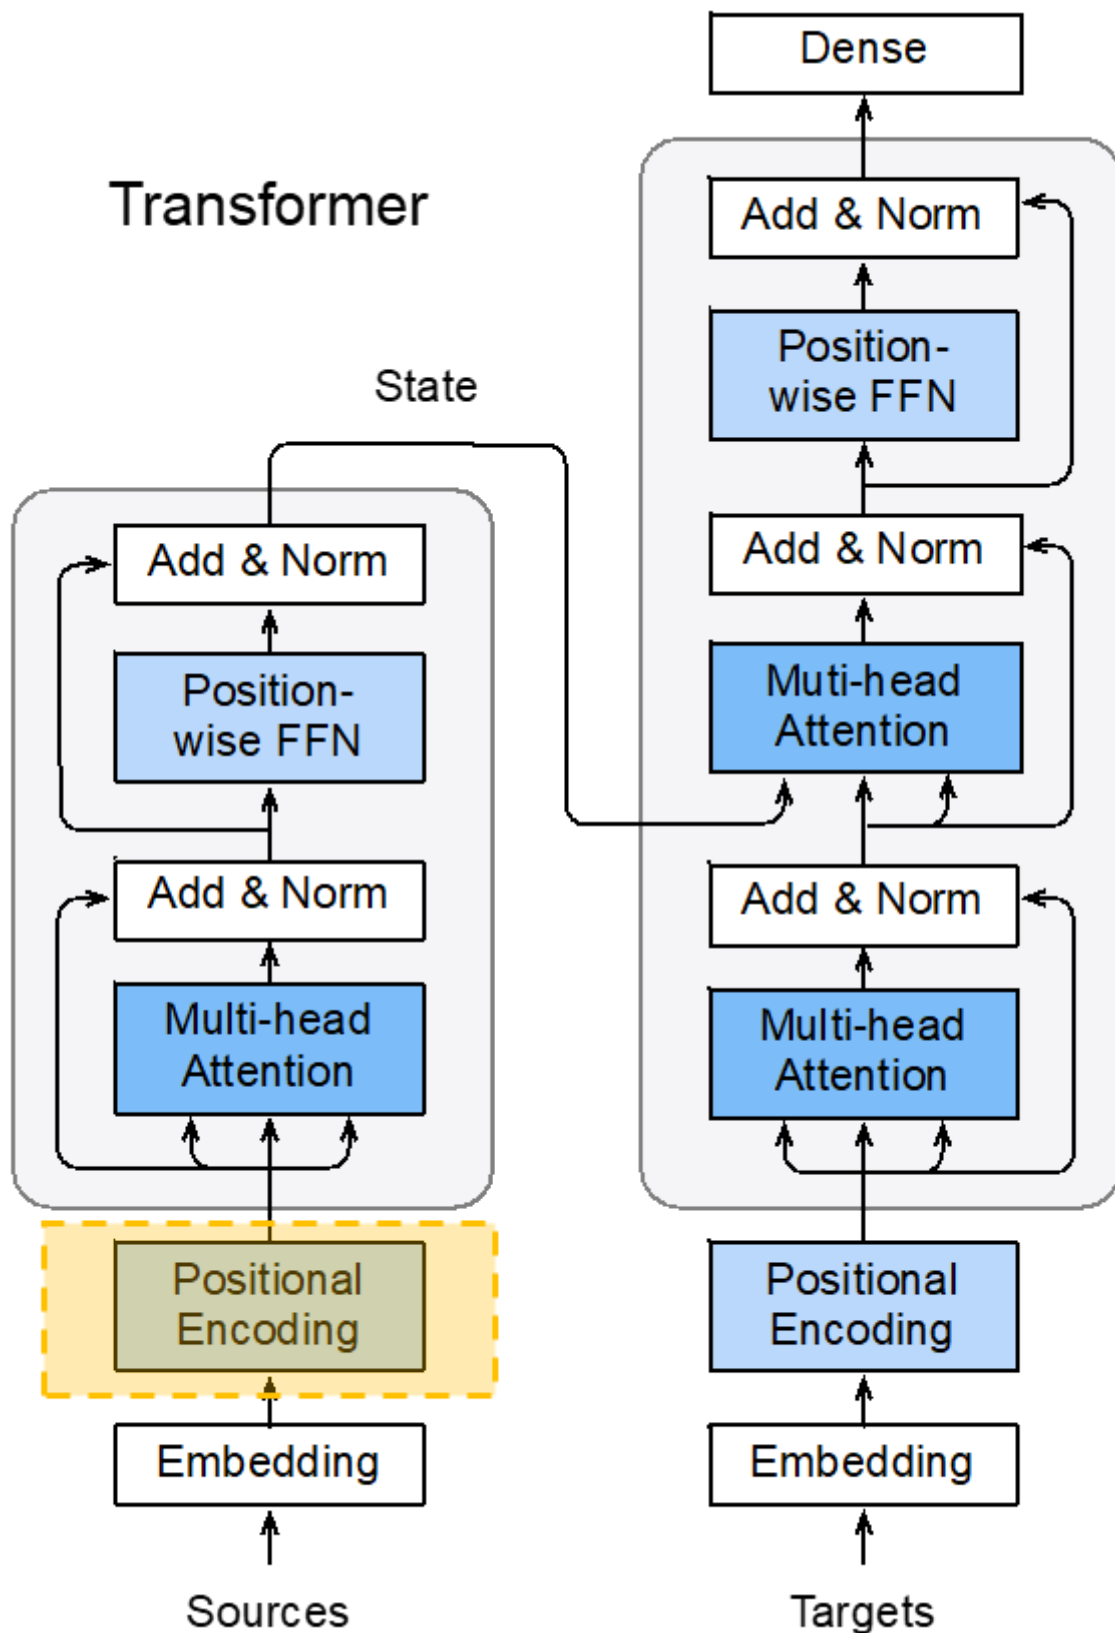 Transformer
State
Add & Norm
Position-
wise FFN
Add & Norm
Multi-head
Attention
Positional
Encoding
Embedding
Sources
Dense
Add & Norm
Position-
wise FFN
Add & Norm
Muti-head
Attention
Add & Norm
Multi-head
Attention
Positional
Encoding
Embedding
Targets